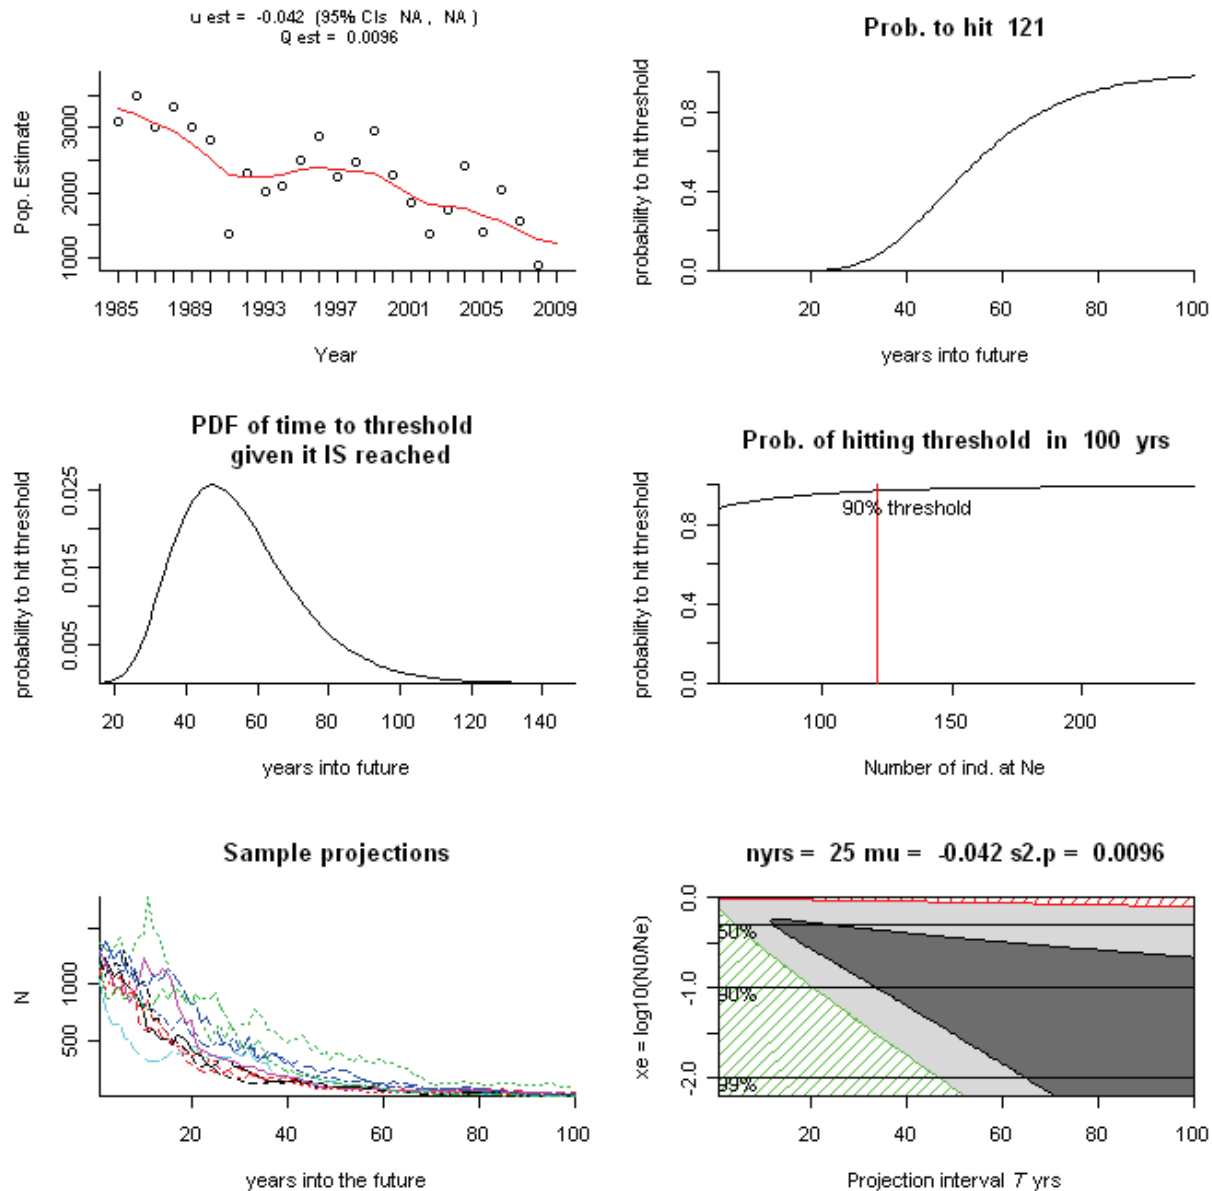 u est = -0.042 (95% CIs NA , NA )
Q est = 0.0096
Pop. Estimate
3000
2000
1000
1985 1989 1993 1997 2001 2005 2009
Year
Prob. to hit 121
probability to hit threshold
0.8
0.4
0.0
20 40 60 80 100
years into future
PDF of time to threshold
given it IS reached
probability to hit threshold
0.025
0.015
0.005
20 40 60 80 100 120 140
years into future
Prob. of hitting threshold in 100 yrs
probability to hit threshold
0.8
0.4
0.0
90% threshold
100 150 200
Number of ind. at Ne
Sample projections
N
1000
500
20 40 60 80 100
years into the future
nyrs = 25 mu = -0.042 s2.p = 0.0096
xe = log10(N0/Ne)
0.0
-1.0
-2.0
50%
90%
99%
20 40 60 80 100
Projection interval T yrs